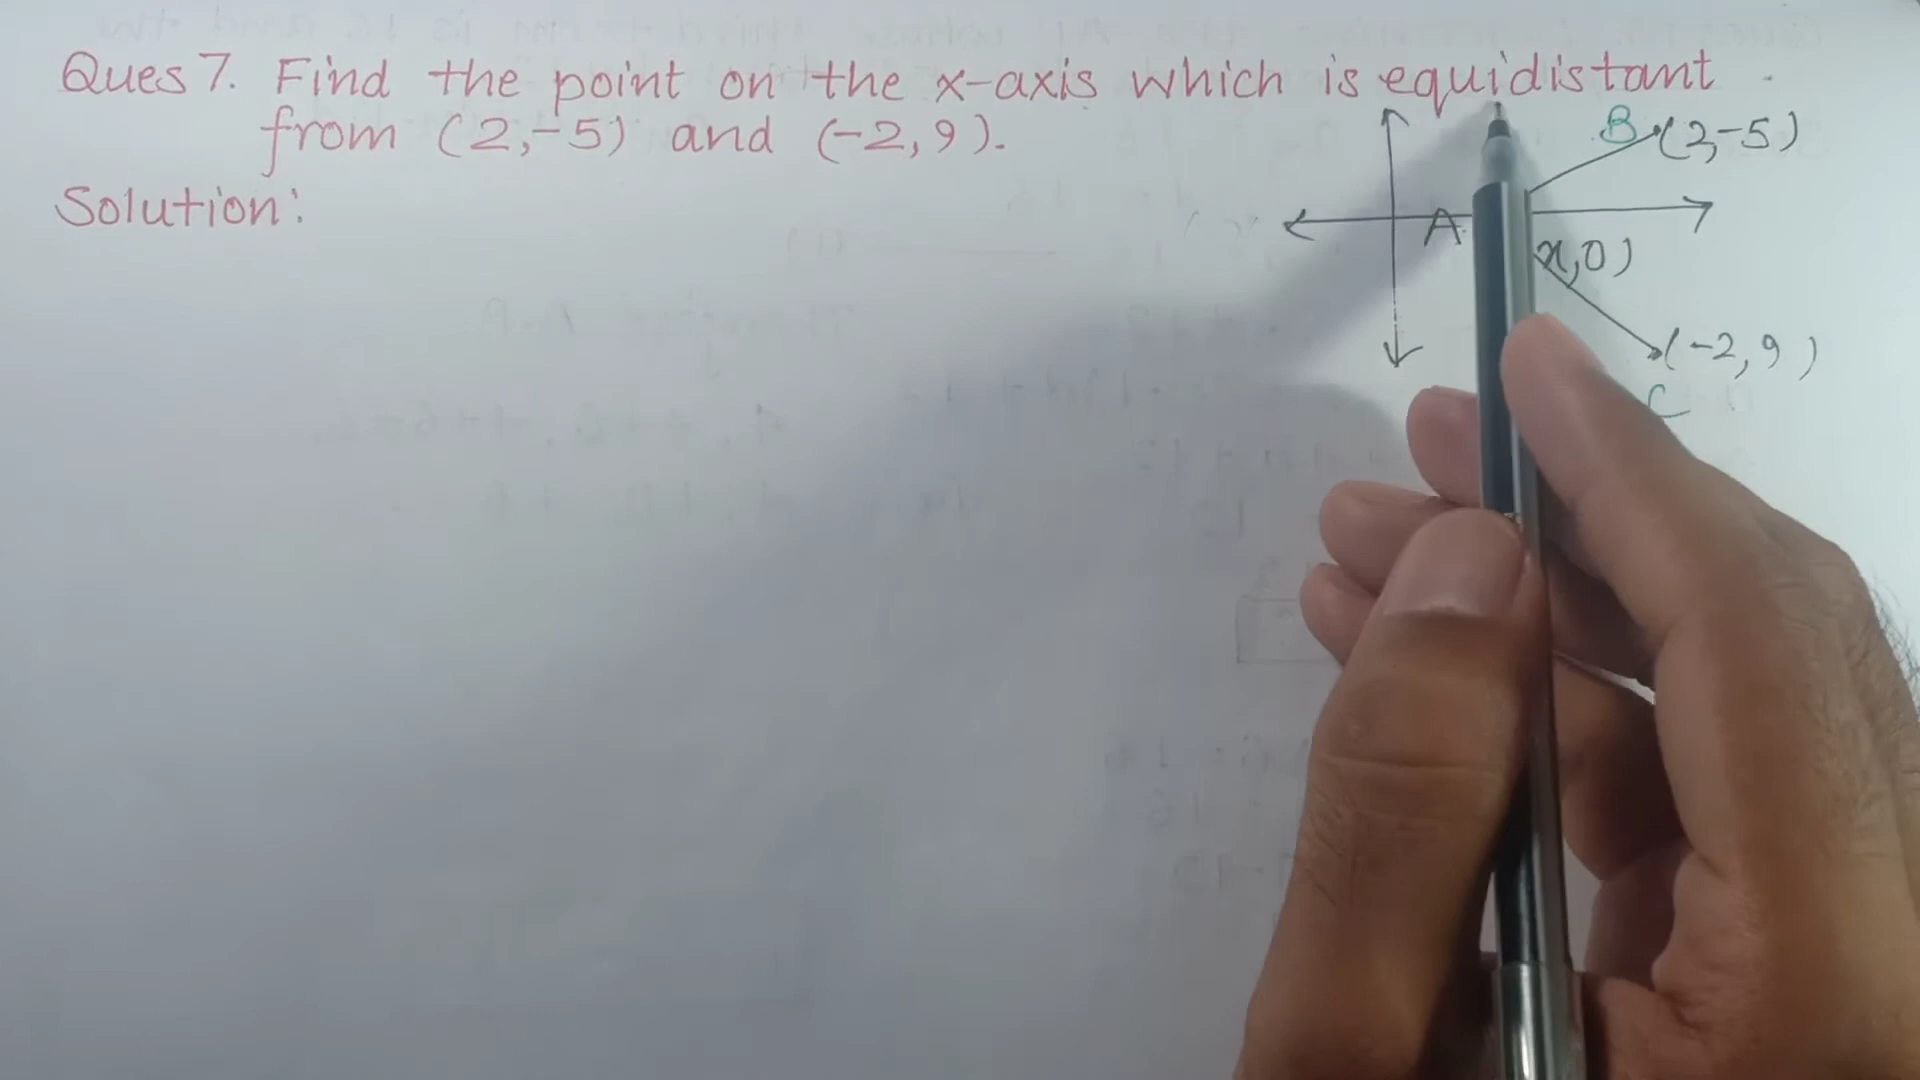 Ques 7. Find the point on the x-axis which is equidistant
from (2,-5) and (-2,9).
Solution:
B (2,-5)
A
x,0)
(-2,9)
C